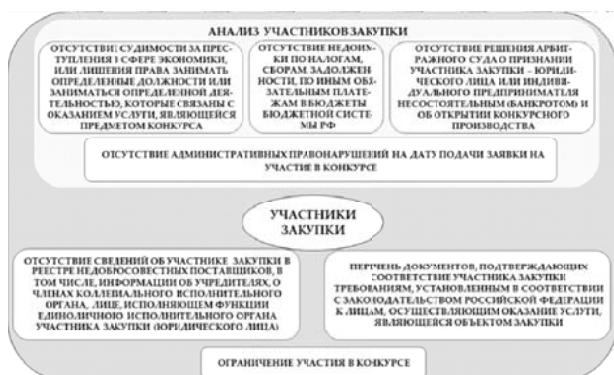 АНАЛИЗ УЧАСТНИКОВ ЗАКУПКИ
ОТСУТСТВИЕ СУДИМОСТИ ЗА ПРЕС-
ТУПЛЕНИЯ В СФЕРЕ ЭКОНОМИКИ,
ИЛИ ЛИШЕНИЯ ПРАВА ЗАНИМАТЬ
ОПРЕДЕЛЕННЫЕ ДОЛЖНОСТИ ИЛИ
ЗАНИМАТЬСЯ ОПРЕДЕЛЕННОЙ ДЕЯ-
ТЕЛЬНОСТЬЮ, КОТОРЫЕ СВЯЗАНЫ С
ОКАЗАНИЕМ УСЛУГИ, ЯВЛЯЮЩЕЙСЯ
ПРЕДМЕТОМ КОНКУРСА
ОТСУТСТВИЕ НЕДОИМ-
КИ ПО НАЛОГАМ,
СБОРАМ ЗАДОЛЖЕН
НОСТИ, ПО ИНЫМ ОБЯ-
ЗАТЕЛЬНЫМ ПЛАТЕ-
ЖАМ В БЮДЖЕТЫ
БЮДЖЕТНОЙ СИСТЕ-
МЫ РФ
ОТСУТСТВИЕ РЕШЕНИЯ АРБИТ-
РАЖНОГО СУДА О ПРИЗНАНИИ
УЧАСТНИКА ЗАКУПКИ – ЮРИДИ-
ЧЕСКОГО ЛИЦА ИЛИ ИНДИВИ-
ДУАЛЬНОГО ПРЕДПРИНИМАТЕЛЯ
НЕСОСТОЯТЕЛЬНЫМ (БАНКРОТОМ) И
ОБ ОТКРЫТИИ КОНКУРСНОГО
ПРОИЗВОДСТВА
ОТСУТСТВИЕ АДМИНИСТРАТИВНЫХ ПРАВОНАРУШЕНИЙ НА ДАТУ ПОДАЧИ ЗАЯВКИ НА
УЧАСТИЕ В КОНКУРСЕ
УЧАСТНИКИ
ЗАКУПКИ
ОТСУТСТВИЕ СВЕДЕНИЙ ОБ УЧАСТНИКЕ ЗАКУПКИ В
РЕЕСТРЕ НЕДОБРОСОВЕСТНЫХ ПОСТАВЩИКОВ, В
ТОМ ЧИСЛЕ, ИНФОРМАЦИИ ОБ УЧРЕДИТЕЛЯХ, О
ЧЛЕНАХ КОЛЛЕГИАЛЬНОГО ИСПОЛНИТЕЛЬНОГО
ОРГАНА, ЛИЦЕ, ИСПОЛНЯЮЩЕМ ФУНКЦИИ
ЕДИНОЛИЧНОГО ИСПОЛНИТЕЛЬНОГО ОРГАНА
УЧАСТНИКА ЗАКУПКИ (ЮРИДИЧЕСКОГО ЛИЦА)
ПЕРЕЧЕНЬ ДОКУМЕНТОВ, ПОДТВЕРЖДАЮЩИХ
СООТВЕТСТВИЕ УЧАСТНИКА ЗАКУПКИ
ТРЕБОВАНИЯМ, УСТАНОВЛЕННЫМ В СООТВЕТСТВИИ
С ЗАКОНОДАТЕЛЬСТВОМ РОССИЙСКОЙ ФЕДЕРАЦИИ
К ЛИЦАМ, ОСУЩЕСТВЛЯЮЩИМ ОКАЗАНИЕ УСЛУГИ,
ЯВЛЯЮЩЕЙСЯ ОБЪЕКТОМ ЗАКУПКИ
ОГРАНИЧЕНИЕ УЧАСТИЯ В КОНКУРСЕ